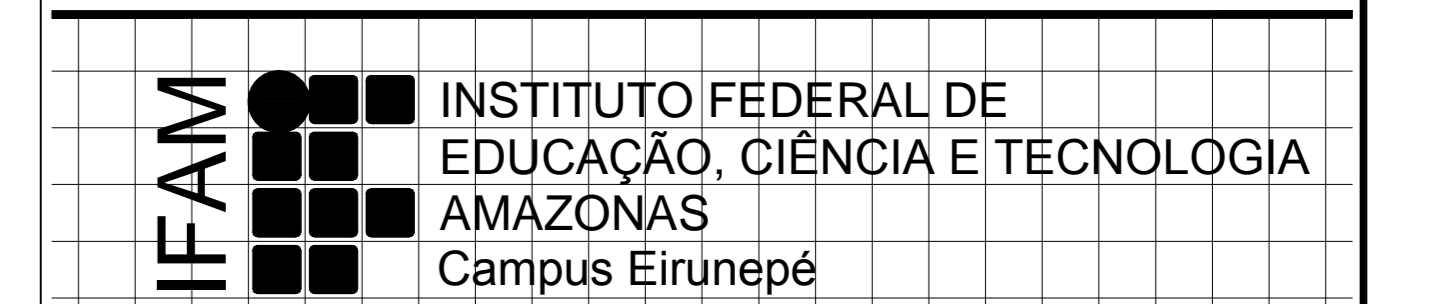 IFAM
INSTITUTO FEDERAL DE
EDUCAÇÃO, CIÊNCIA E TECNOLOGIA
AMAZONAS
Campus Eirunepé